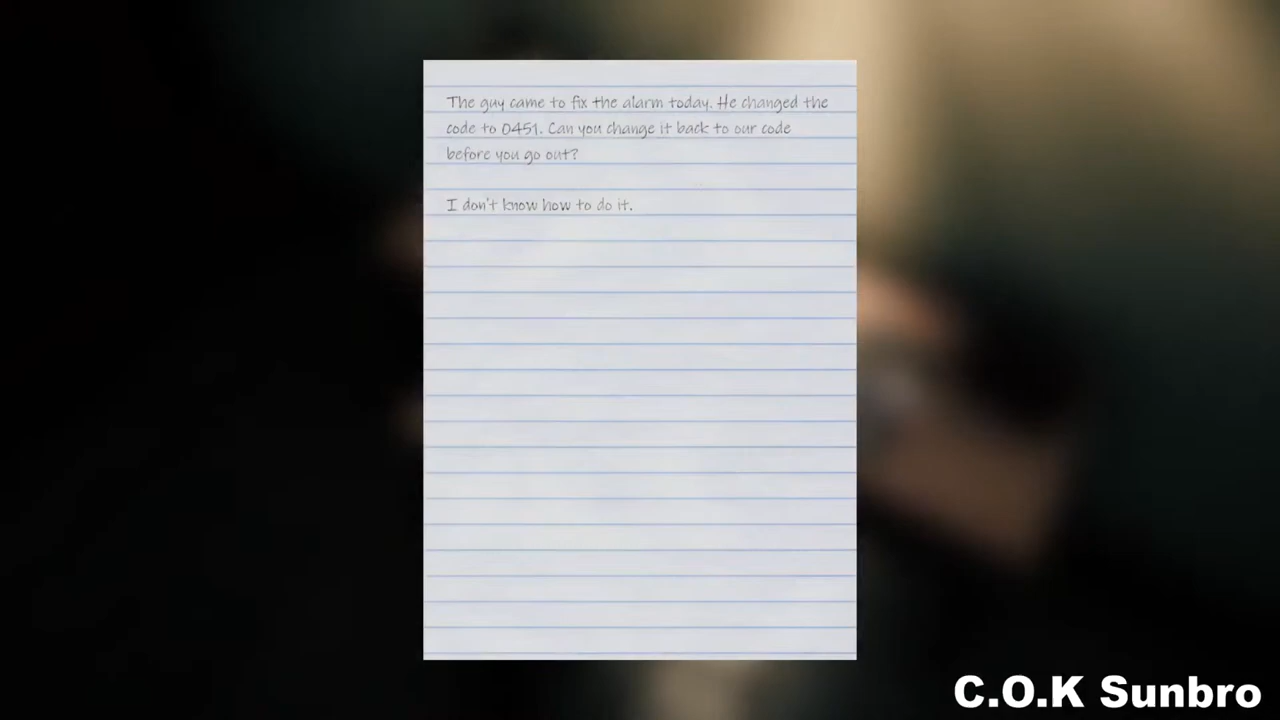 The guy came to fix the alarm today. He changed the
code to 0451. Can you change it back to our code
before you go out?
I don't know how to do it.
C.O.K Sunbro